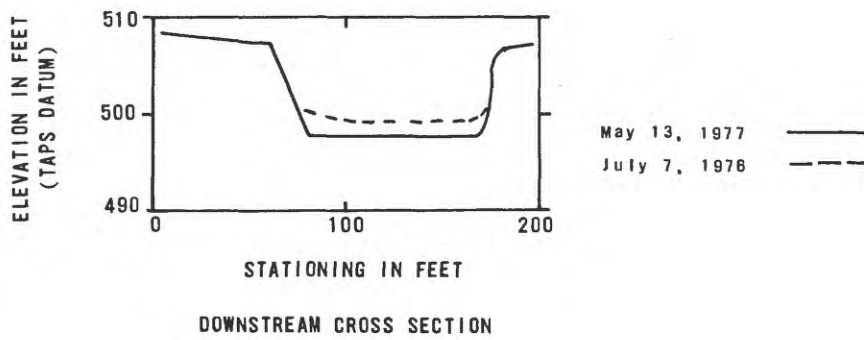 ELEVATION IN FEET
(TAPS DATUM)
510
500
490
0
100
200
STATIONING IN FEET
DOWNSTREAM CROSS SECTION
May 13, 1977
July 7, 1976